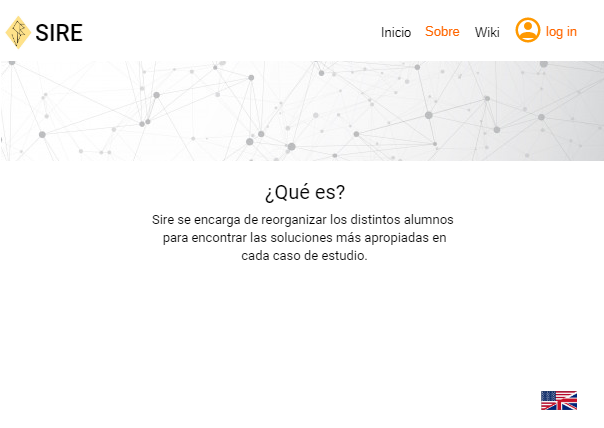 SIRE
Inicio Sobre Wiki log in
¿Qué es?
Sire se encarga de reorganizar los distintos alumnos
para encontrar las soluciones más apropiadas en
cada caso de estudio.